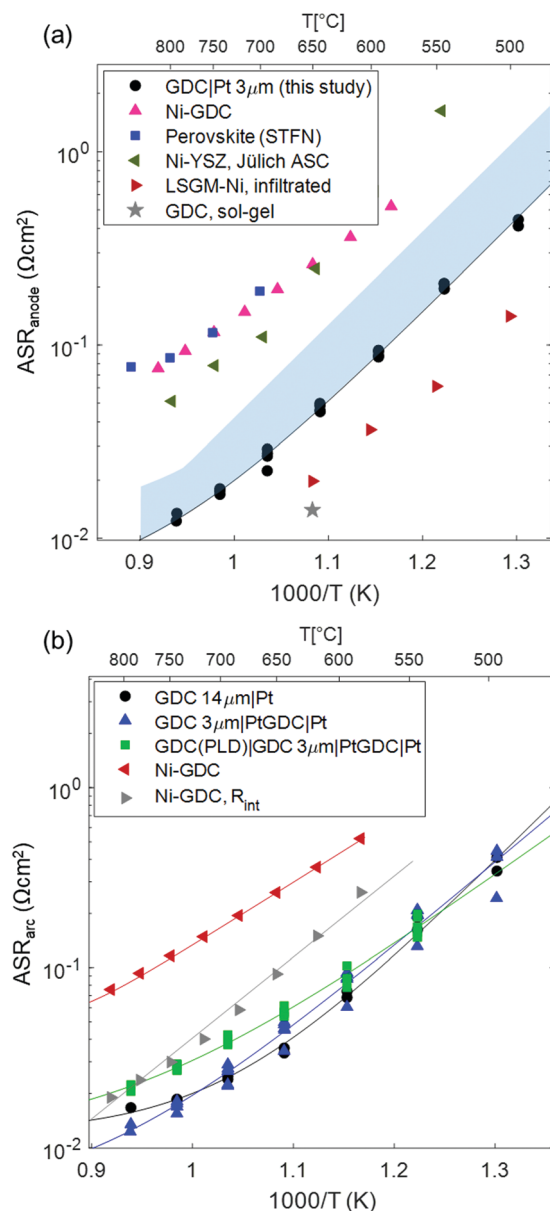 (a)
T[°C]
800 750 700 650 600 550 500
GDC|Pt 3μm (this study)
Ni-GDC
Perovskite (STFN)
Ni-YSZ, Jülich ASC
LSGM-Ni, infiltrated
GDC, sol-gel
10⁰
10⁻¹
10⁻²
ASRanode (Ωcm²)
0.9 1 1.1 1.2 1.3
1000/T (K)
(b)
T[°C]
800 750 700 650 600 550 500
GDC 14μm|Pt
GDC 3μm|PtGDC|Pt
GDC(PLD)|GDC 3μm|PtGDC|Pt
Ni-GDC
Ni-GDC, Rint
10⁰
10⁻¹
10⁻²
ASRarc (Ωcm²)
0.9 1 1.1 1.2 1.3
1000/T (K)